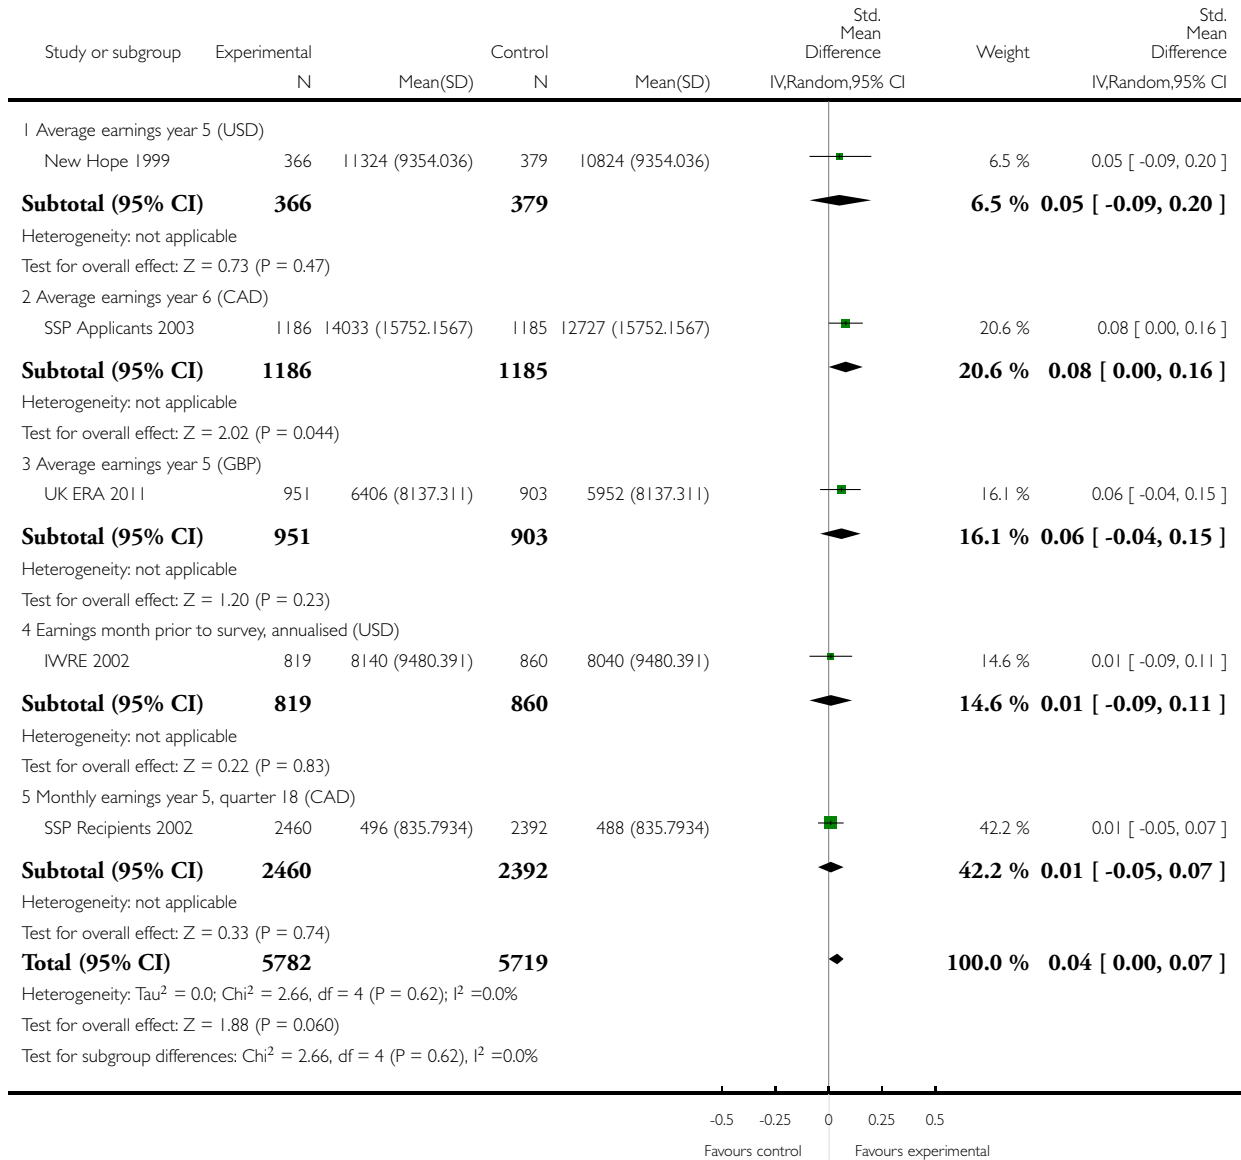 Study or subgroup Experimental Control Std. Mean Difference Weight Std. Mean Difference
N Mean(SD) N Mean(SD) IV,Random,95% CI IV,Random,95% CI
1 Average earnings year 5 (USD)
New Hope 1999 366 11324 (9354.036) 379 10824 (9354.036) 6.5 % 0.05 [ -0.09, 0.20 ]
Subtotal (95% CI) 366 379 6.5 % 0.05 [ -0.09, 0.20 ]
Heterogeneity: not applicable
Test for overall effect: Z = 0.73 (P = 0.47)
2 Average earnings year 6 (CAD)
SSP Applicants 2003 1186 14033 (15752.1567) 1185 12727 (15752.1567) 20.6 % 0.08 [ 0.00, 0.16 ]
Subtotal (95% CI) 1186 1185 20.6 % 0.08 [ 0.00, 0.16 ]
Heterogeneity: not applicable
Test for overall effect: Z = 2.02 (P = 0.044)
3 Average earnings year 5 (GBP)
UK ERA 2011 951 6406 (8137.311) 903 5952 (8137.311) 16.1 % 0.06 [ -0.04, 0.15 ]
Subtotal (95% CI) 951 903 16.1 % 0.06 [ -0.04, 0.15 ]
Heterogeneity: not applicable
Test for overall effect: Z = 1.20 (P = 0.23)
4 Earnings month prior to survey, annualised (USD)
IWRE 2002 819 8140 (9480.391) 860 8040 (9480.391) 14.6 % 0.01 [ -0.09, 0.11 ]
Subtotal (95% CI) 819 860 14.6 % 0.01 [ -0.09, 0.11 ]
Heterogeneity: not applicable
Test for overall effect: Z = 0.22 (P = 0.83)
5 Monthly earnings year 5, quarter 18 (CAD)
SSP Recipients 2002 2460 496 (835.7934) 2392 488 (835.7934) 42.2 % 0.01 [ -0.05, 0.07 ]
Subtotal (95% CI) 2460 2392 42.2 % 0.01 [ -0.05, 0.07 ]
Heterogeneity: not applicable
Test for overall effect: Z = 0.33 (P = 0.74)
Total (95% CI) 5782 5719 100.0 % 0.04 [ 0.00, 0.07 ]
Heterogeneity: Tau² = 0.0; Chi² = 2.66, df = 4 (P = 0.62); I² =0.0%
Test for overall effect: Z = 1.88 (P = 0.060)
Test for subgroup differences: Chi² = 2.66, df = 4 (P = 0.62), I² =0.0%
-0.5 -0.25 0 0.25 0.5
Favours control Favours experimental